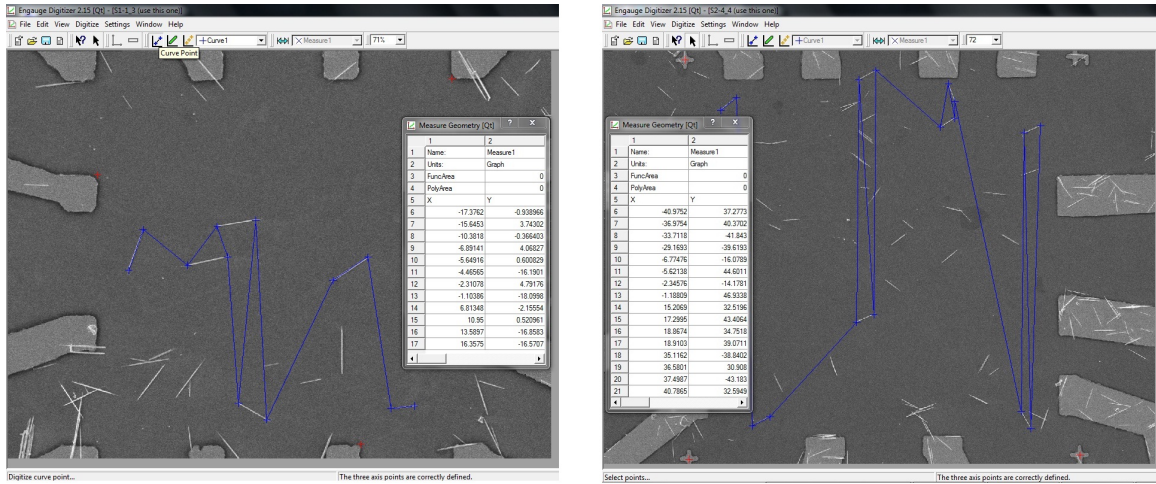 Engauge Digitizer 2.15 [Qt] - [S1-1_3 (use this one)]
File Edit View Digitize Settings Window Help
Curve1 Measure1 71%
Curve Point
Measure Geometry [Qt] ? X
1 2
1 Name: Measure1
2 Units: Graph
3 FuncArea 0
4 PolyArea 0
5 X Y
6 -17.3762 -0.938966
7 -15.6453 3.74302
8 -10.3818 -0.366403
9 -6.89141 4.06827
10 -5.64916 0.600829
11 -4.46565 -16.1901
12 -2.31078 4.79176
13 -1.10386 -18.0998
14 6.81348 -2.15554
15 10.95 0.520961
16 13.5897 -16.8583
17 16.3575 -16.5707
Digitize curve point...
The three axis points are correctly defined.
Engauge Digitizer 2.15 [Qt] - [S2-4_4 (use this one)]
File Edit View Digitize Settings Window Help
Curve1 Measure1 72
Measure Geometry [Qt] ? X
1 2
1 Name: Measure1
2 Units: Graph
3 FuncArea 0
4 PolyArea 0
5 X Y
6 -40.9752 37.2773
7 -36.9754 40.3702
8 -33.7118 -41.843
9 -29.1693 -39.6193
10 -6.77476 -16.0789
11 -5.62138 44.6011
12 -2.34576 -14.1781
13 -1.18809 46.9338
14 15.2069 32.5196
15 17.2995 43.4064
16 18.8674 34.7518
17 18.9103 39.0711
18 35.1162 -38.8402
19 36.5801 30.908
20 37.4987 -43.183
21 40.7865 32.5949
Select points...
The three axis points are correctly defined.